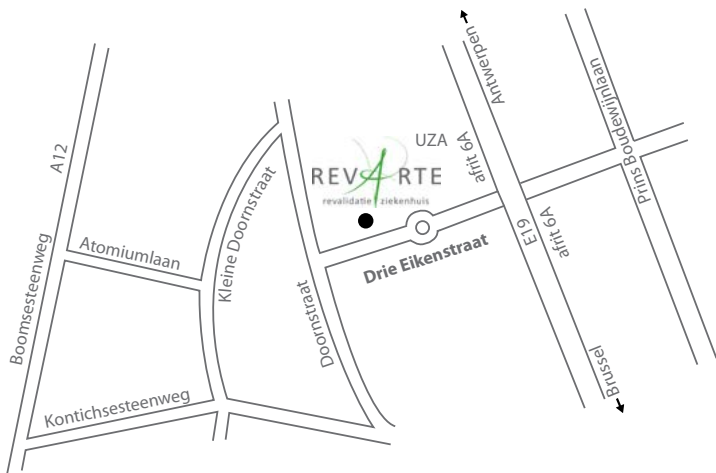 Antwerpen
afrit 6A
UZA
REVARTE
revalidatie ziekenhuis
A12
Boomsesteenweg
Atomiumlaan
Kleine Doornstraat
Doornstraat
Drie Eikenstraat
E19
afrit 6A
Prins Boudewijnlaan
Kontichsesteenweg
Brussel